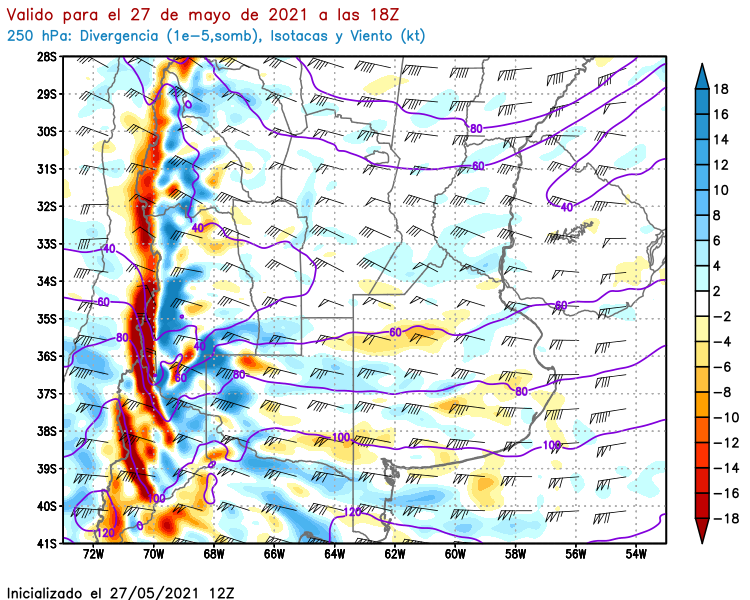 Valido para el 27 de mayo de 2021 a las 18Z
250 hPa: Divergencia (1e-5,somb), Isotacas y Viento (kt)
28S
29S
30S
31S
32S
33S
34S
35S
36S
37S
38S
39S
40S
41S
72W 70W 68W 66W 64W 62W 60W 58W 56W 54W
18
16
14
12
10
8
6
4
2
-2
-4
-6
-8
-10
-12
-14
-16
-18
0
80
60
40
40
40
60
60
60
80
40
60
80
80
100
100
100
120
120
0
0
Inicializado el 27/05/2021 12Z